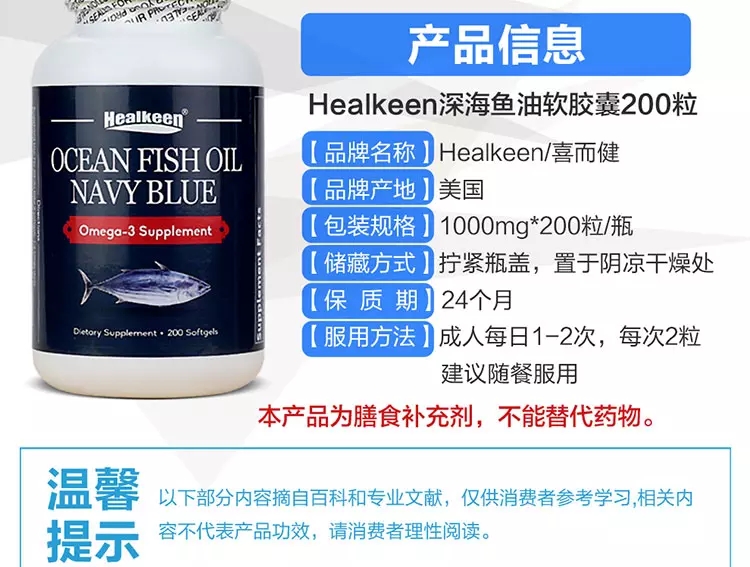 产品信息
Healkeen深海鱼油软胶囊200粒
【品牌名称】Healkeen/喜而健
【品牌产地】美国
【包装规格】1000mg*200粒/瓶
【储藏方式】拧紧瓶盖，置于阴凉干燥处
【保 质 期】24个月
【服用方法】成人每日1-2次，每次2粒
建议随餐服用
本产品为膳食补充剂，不能替代药物。
Healkeen®
OCEAN FISH OIL
NAVY BLUE
Omega-3 Supplement
Dietary Supplement • 200 Softgels
Supplement Facts
温馨
提示
以下部分内容摘自百科和专业文献，仅供消费者参考学习,相关内
容不代表产品功效，请消费者理性阅读。